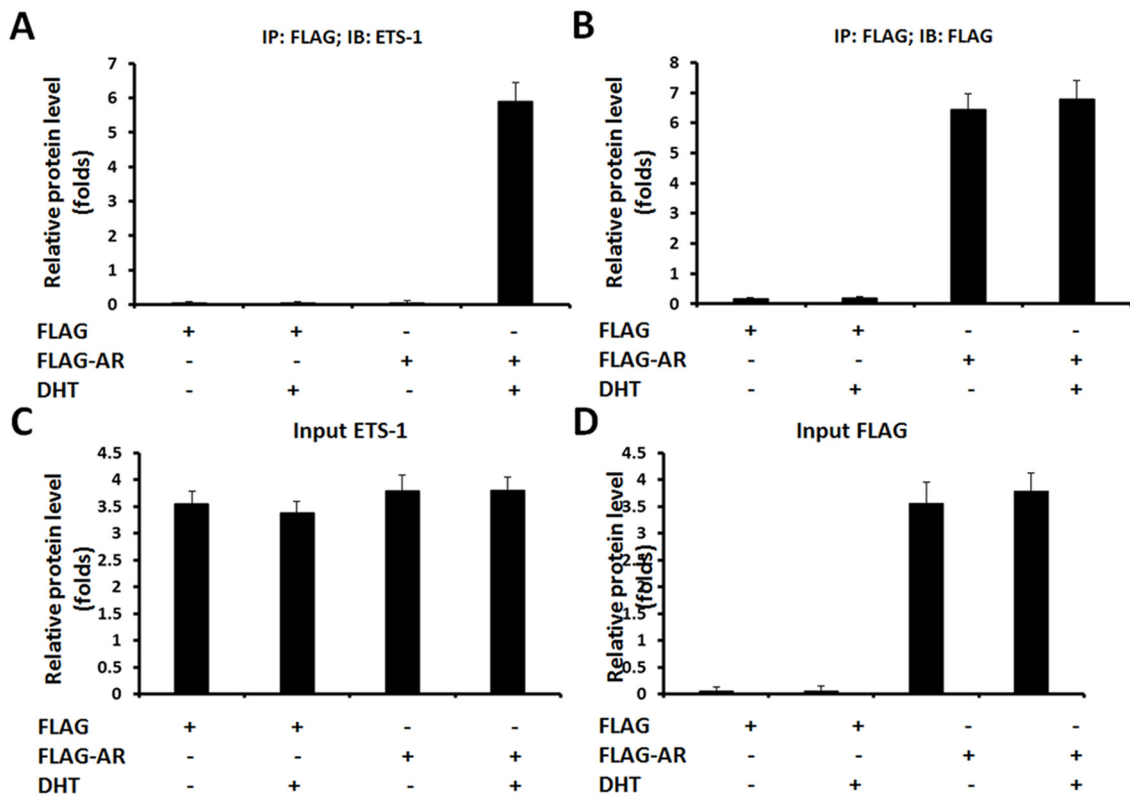 A
IP: FLAG; IB: ETS-1
Relative protein level
(folds)
7
6
5
4
3
2
1
0
FLAG + + - -
FLAG-AR - - + +
DHT - + - +
B
IP: FLAG; IB: FLAG
Relative protein level
(folds)
8
7
6
5
4
3
2
1
0
FLAG + + - -
FLAG-AR - - + +
DHT - + - +
C
Input ETS-1
Relative protein level
(folds)
4.5
4
3.5
3
2.5
2
1.5
1
0.5
0
FLAG + + - -
FLAG-AR - - + +
DHT - + - +
D
Input FLAG
Relative protein level
(folds)
4.5
4
3.5
3
2.5
2
1.5
1
0.5
0
FLAG + + - -
FLAG-AR - - + +
DHT - + - +